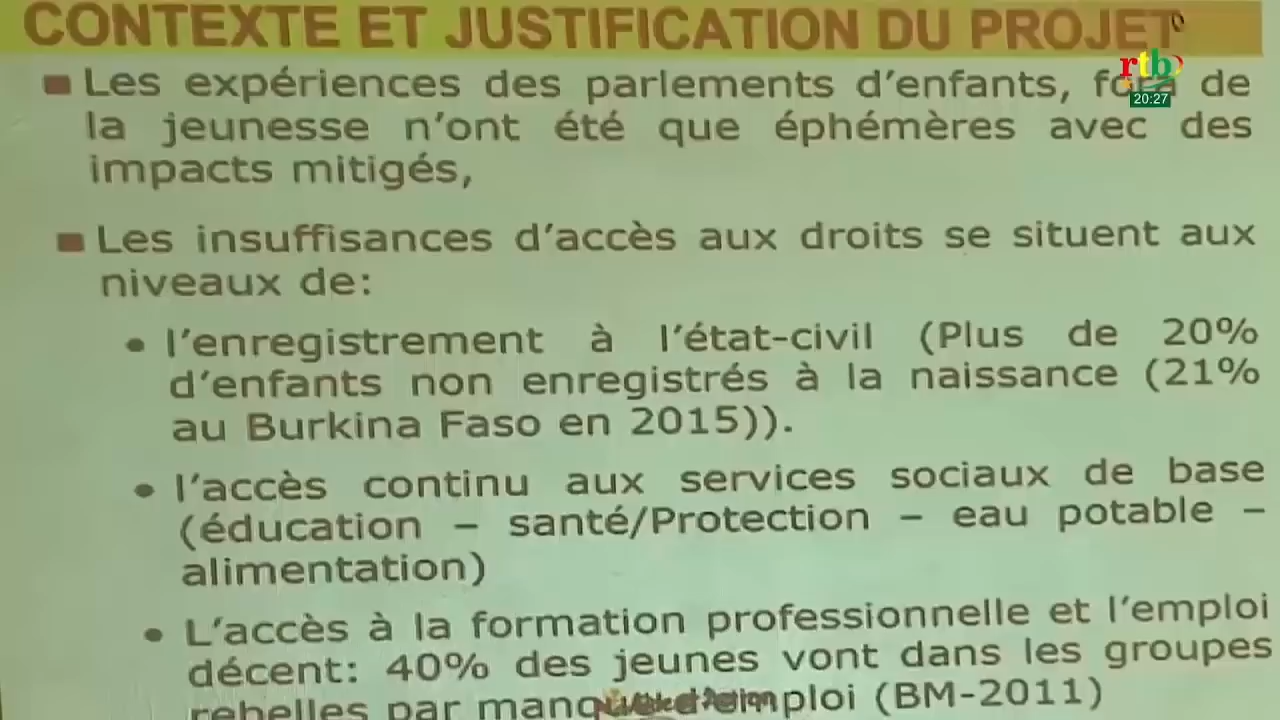 CONTEXTE ET JUSTIFICATION DU PROJET
rtb
20:27
Les expériences des parlements d'enfants, fora de
la jeunesse n'ont été que éphémères avec des
impacts mitigés,
Les insuffisances d'accès aux droits se situent aux
niveaux de:
l'enregistrement à l'état-civil (Plus de 20%
d'enfants non enregistrés à la naissance (21%
au Burkina Faso en 2015)).
l'accès continu aux services sociaux de base
(éducation – santé/Protection – eau potable –
alimentation)
L'accès à la formation professionnelle et l'emploi
décent: 40% des jeunes vont dans les groupes
rebelles par manque d'emploi (BM-2011)